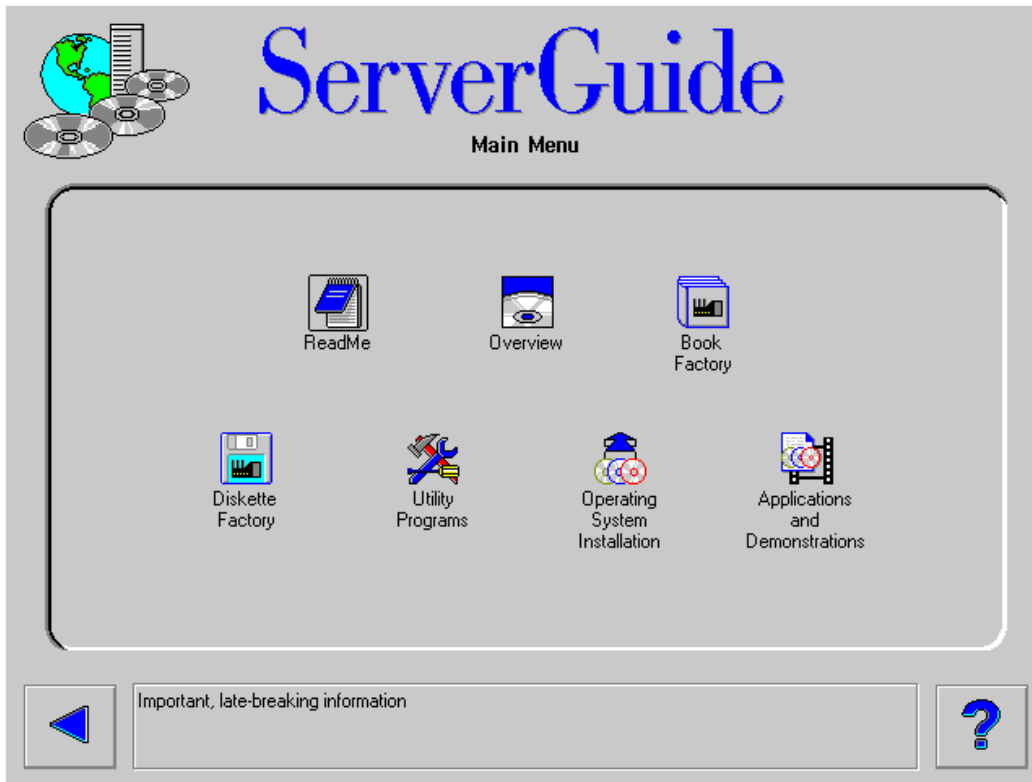 ServerGuide
Main Menu
ReadMe
Overview
Book
Factory
Diskette
Factory
Utility
Programs
Operating
System
Installation
Applications
and
Demonstrations
Important, late-breaking information
?